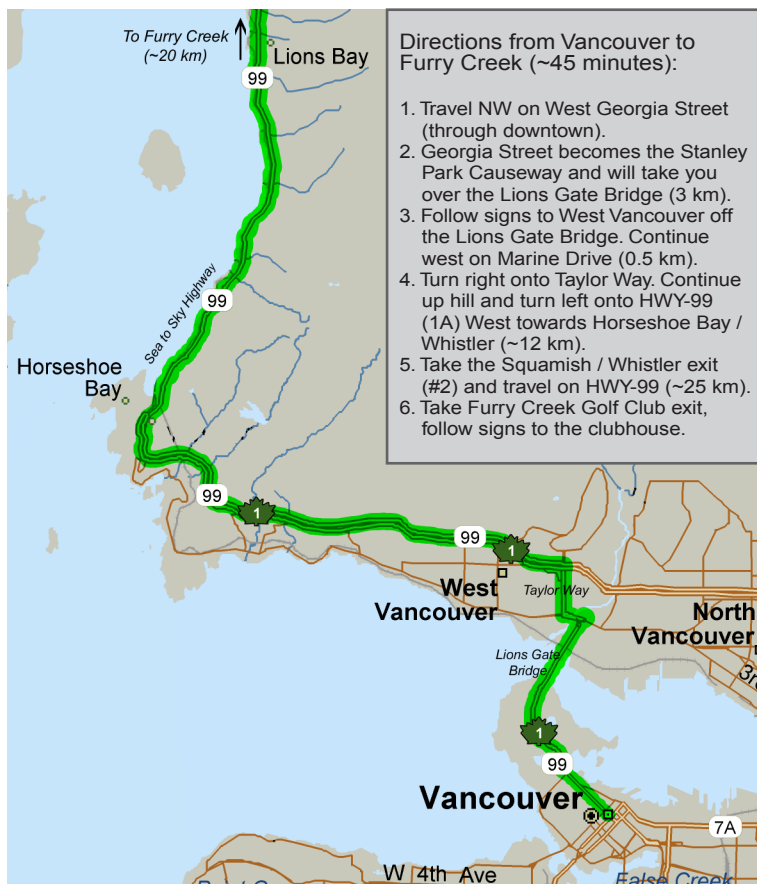 To Furry Creek
(~20 km)
Lions Bay
99
Directions from Vancouver to
Furry Creek (~45 minutes):
1. Travel NW on West Georgia Street
(through downtown).
2. Georgia Street becomes the Stanley
Park Causeway and will take you
over the Lions Gate Bridge (3 km).
3. Follow signs to West Vancouver off
the Lions Gate Bridge. Continue
west on Marine Drive (0.5 km).
4. Turn right onto Taylor Way. Continue
up hill and turn left onto HWY-99
(1A) West towards Horseshoe Bay /
Whistler (~12 km).
5. Take the Squamish / Whistler exit
(#2) and travel on HWY-99 (~25 km).
6. Take Furry Creek Golf Club exit,
follow signs to the clubhouse.
99
Sea to Sky Highway
Horseshoe
Bay
99
1
99
1
West
Vancouver
Taylor Way
North
Vancouver
Lions Gate
Bridge
3rd
1
99
Vancouver
7A
W 4th Ave
False Creek